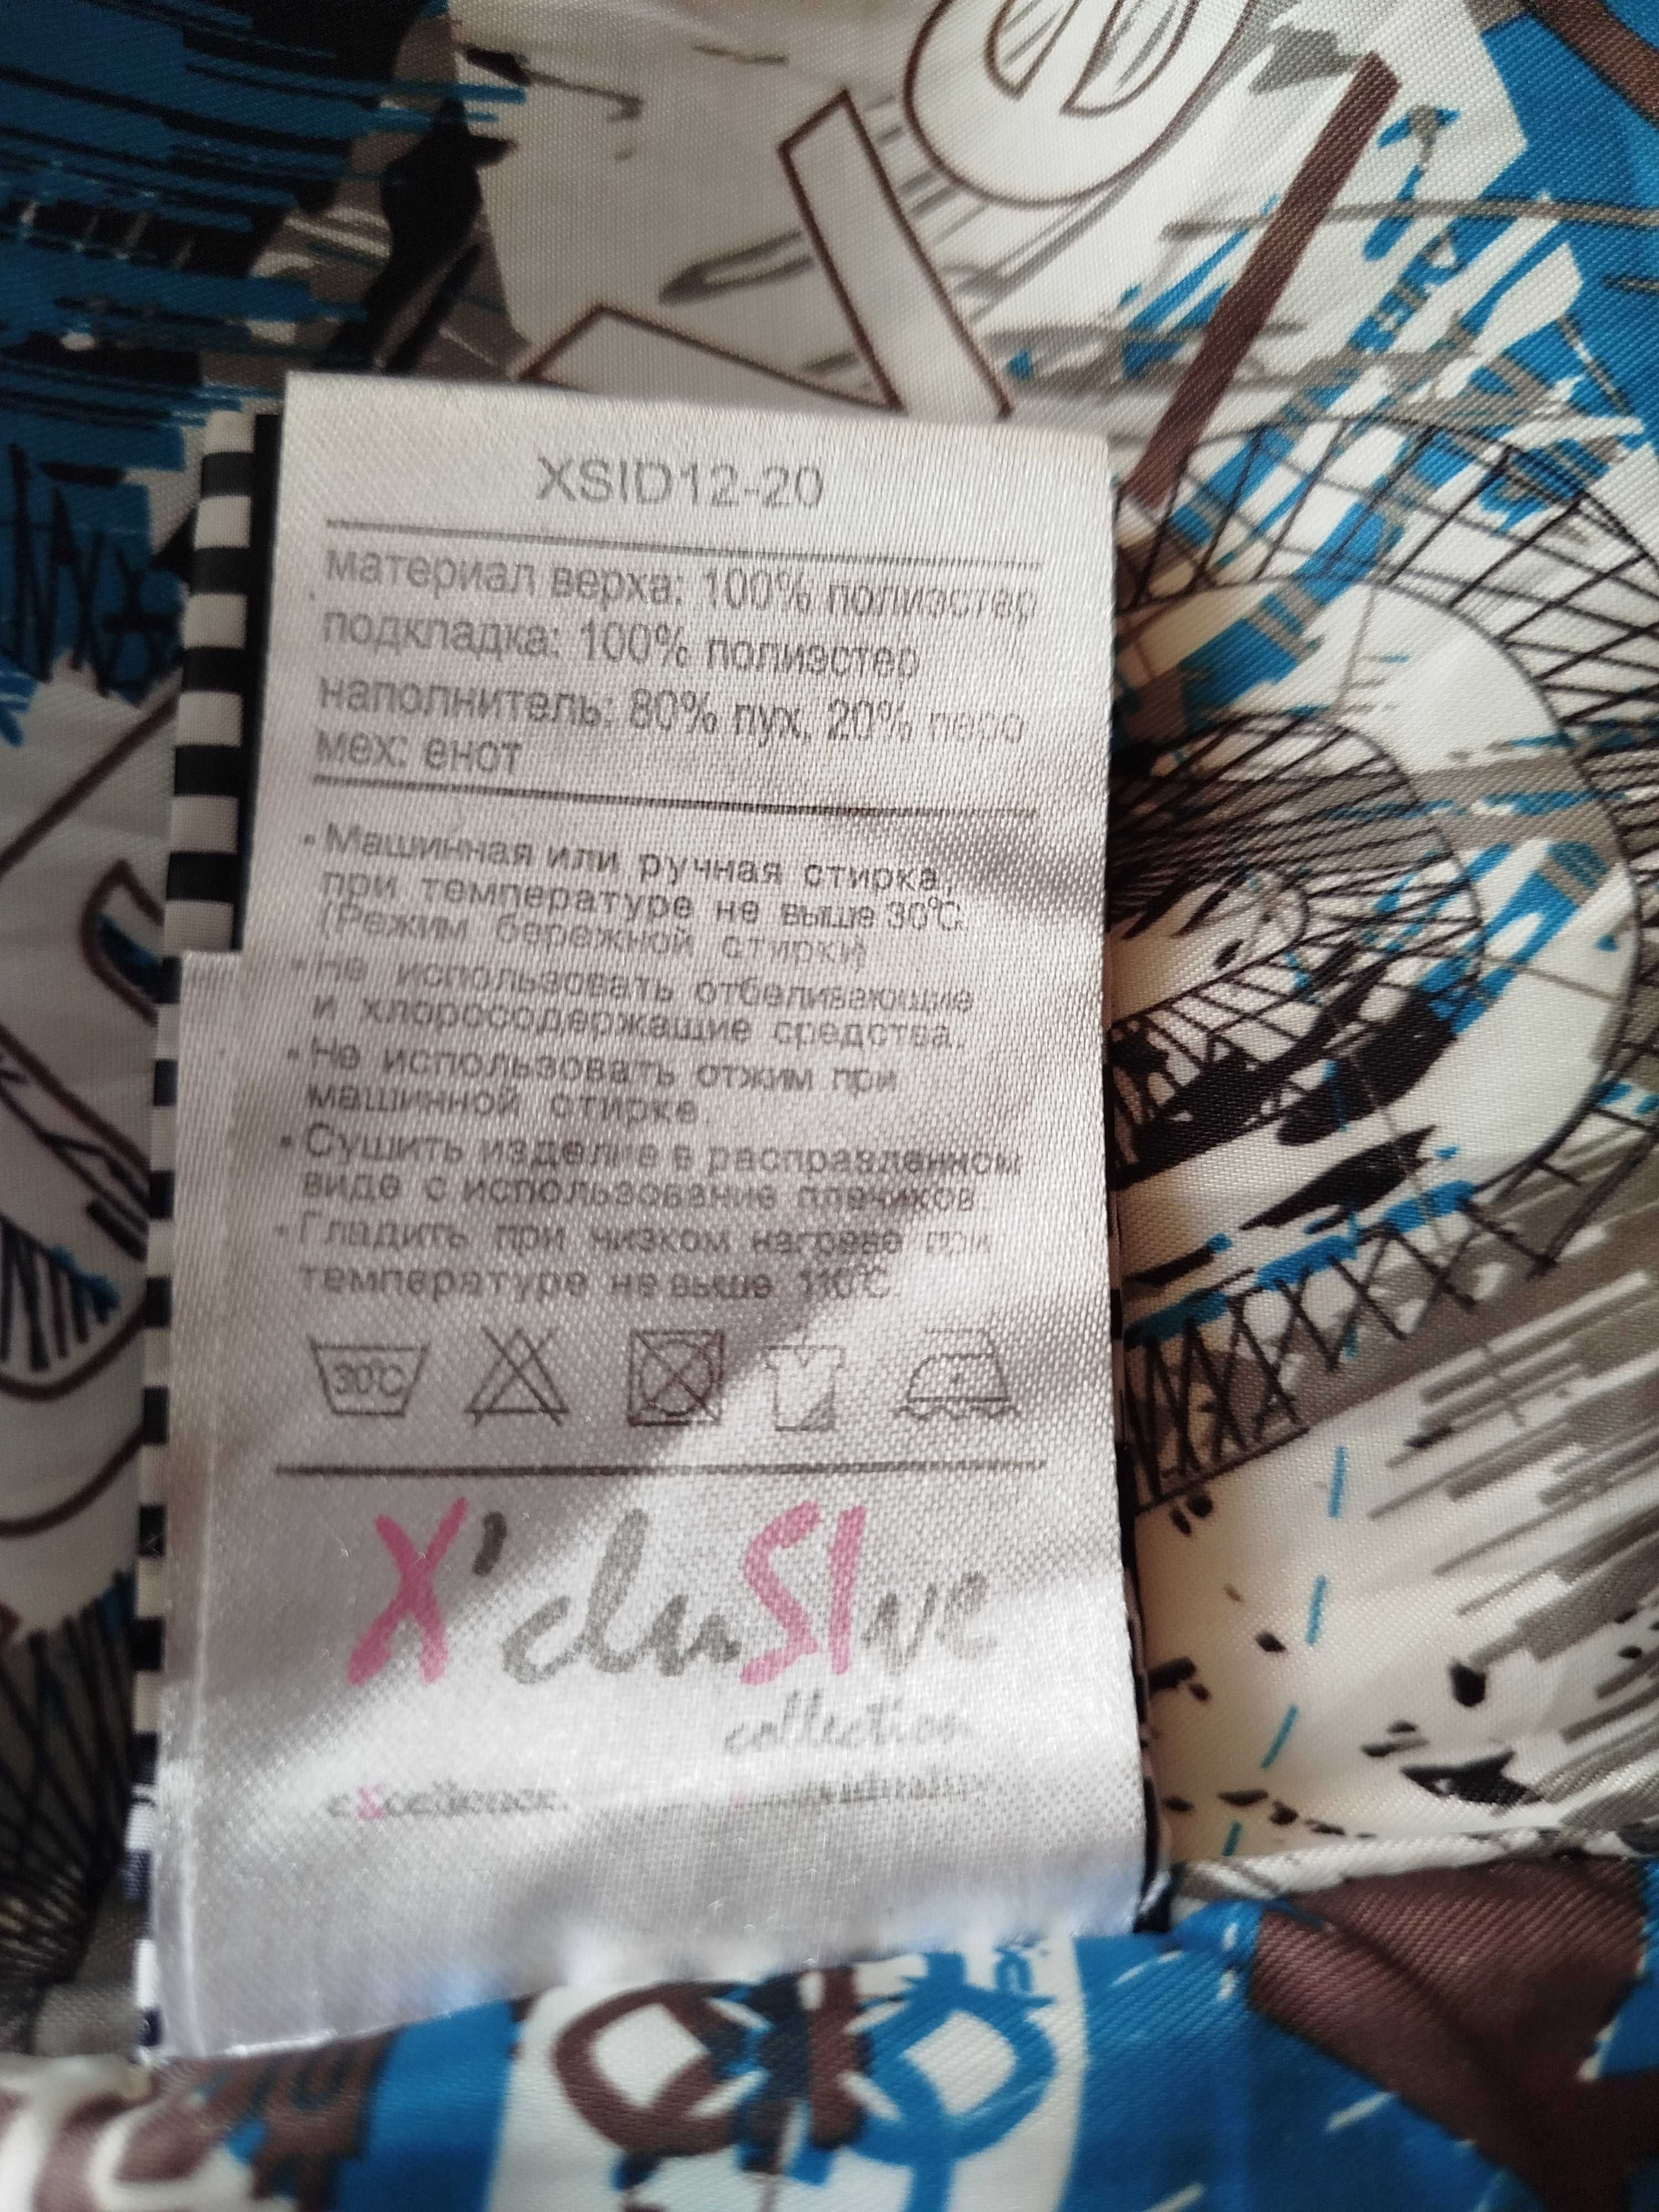 XSID12-20
материал верха: 100% полиэстер
подкладка: 100% полиэстер
наполнитель: 80% пух, 20% перо
мех: енот
• Машинная или ручная стирка,
при температуре не выше 30°С
(Режим бережной стирки)
• Не использовать отбеливающие
и хлоросодержащие средства.
• Не использовать отжим при
машинной стирке.
• Сушить изделие в расправленном
виде с использование плечиков
• Гладить при низком нагреве при
температуре не выше 110°С.
30°С
X'cluSIve
collection
eXcellence.